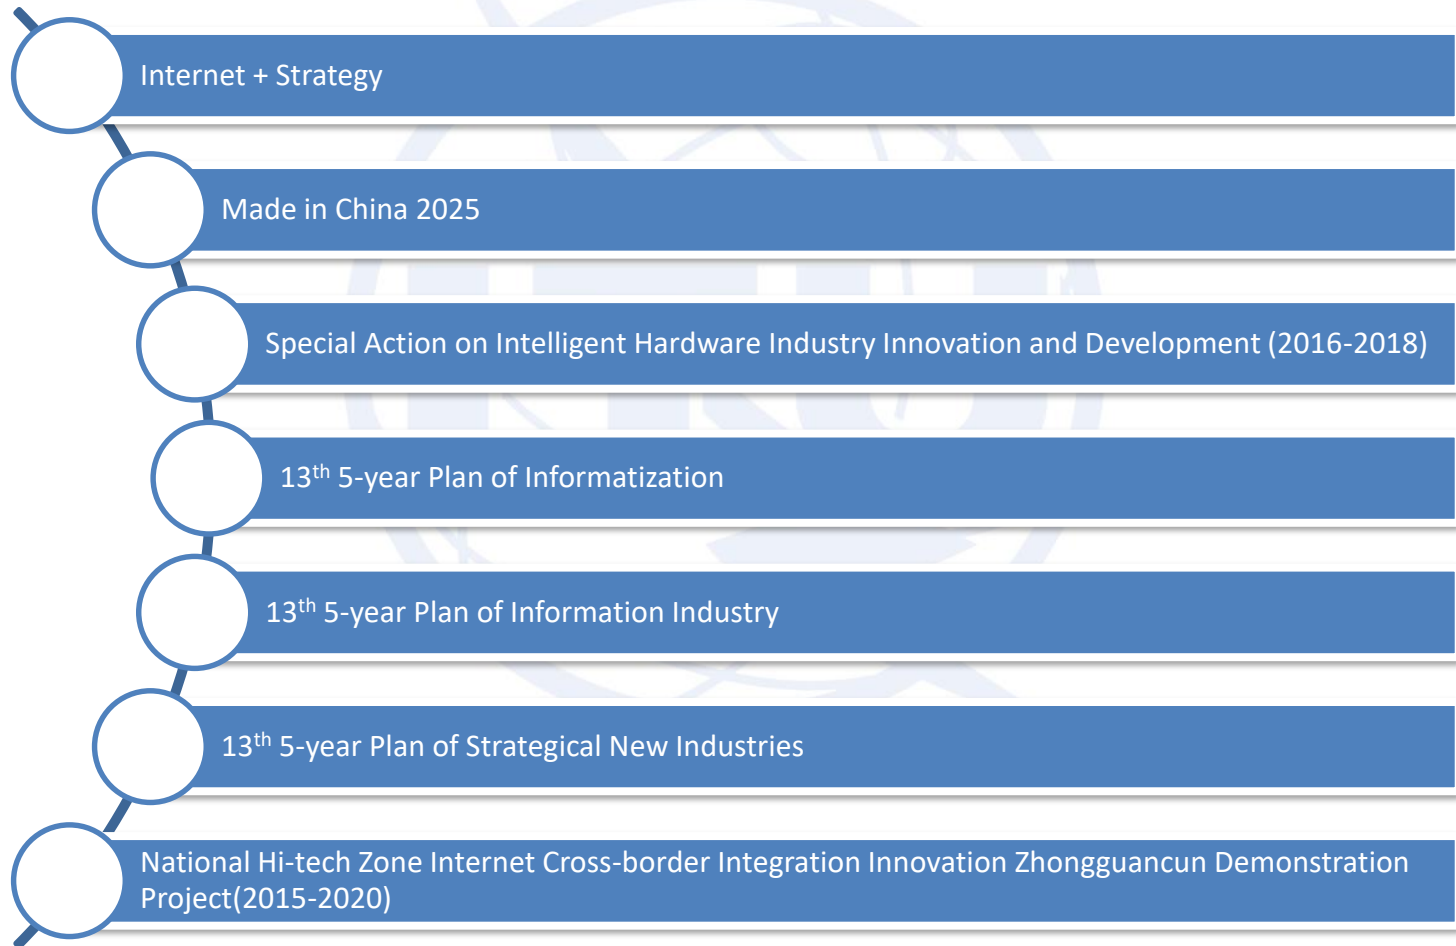 Internet + Strategy
Made in China 2025
Special Action on Intelligent Hardware Industry Innovation and Development (2016-2018)
13th 5-year Plan of Informatization
13th 5-year Plan of Information Industry
13th 5-year Plan of Strategical New Industries
National Hi-tech Zone Internet Cross-border Integration Innovation Zhongguancun Demonstration
Project(2015-2020)